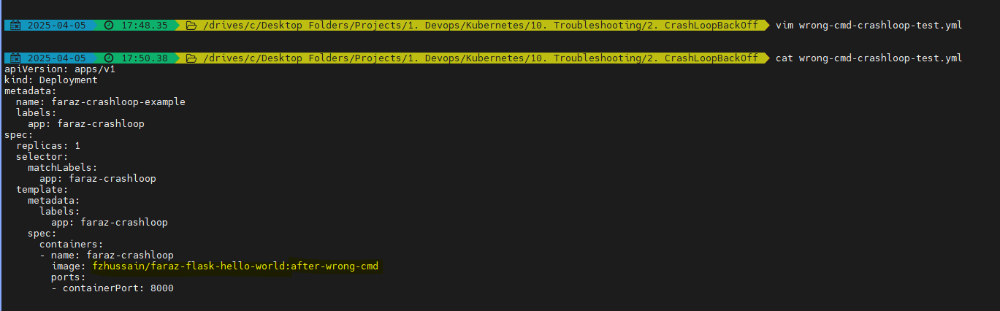 2025-04-05 17:48.35 /drives/c/Desktop Folders/Projects/1. Devops/Kubernetes/10. Troubleshooting/2. CrashLoopBackOff vim wrong-cmd-crashloop-test.yml
2025-04-05 17:50.38 /drives/c/Desktop Folders/Projects/1. Devops/Kubernetes/10. Troubleshooting/2. CrashLoopBackOff cat wrong-cmd-crashloop-test.yml
apiVersion: apps/v1
kind: Deployment
metadata:
  name: faraz-crashloop-example
  labels:
    app: faraz-crashloop
spec:
  replicas: 1
  selector:
    matchLabels:
      app: faraz-crashloop
  template:
    metadata:
      labels:
        app: faraz-crashloop
    spec:
      containers:
      - name: faraz-crashloop
        image: fzhussain/faraz-flask-hello-world:after-wrong-cmd
        ports:
        - containerPort: 8000